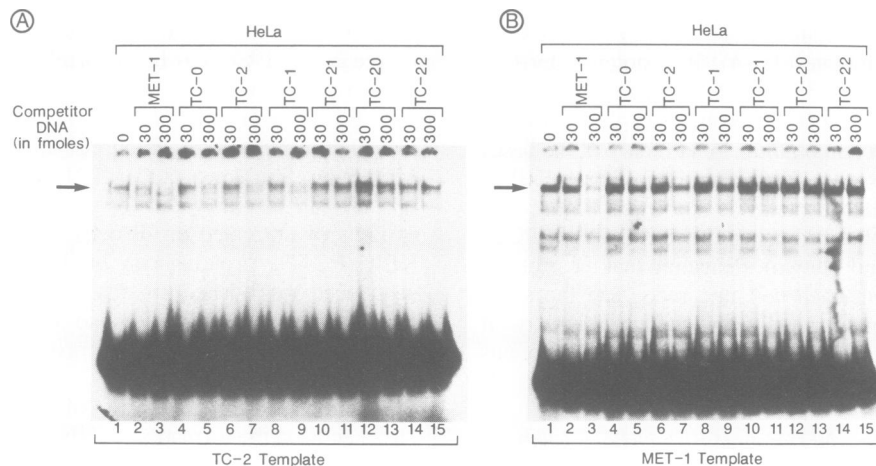 A
HeLa
MET-1
TC-0
TC-2
TC-1
TC-21
TC-20
TC-22
Competitor
DNA
(in fmoles)
0 30 300 30 300 30 300 30 300 30 300 30 300 30 300
1 2 3 4 5 6 7 8 9 10 11 12 13 14 15
TC-2 Template
B
HeLa
MET-1
TC-0
TC-2
TC-1
TC-21
TC-20
TC-22
0 30 300 30 300 30 300 30 300 30 300 30 300 30 300
1 2 3 4 5 6 7 8 9 10 11 12 13 14 15
MET-1 Template